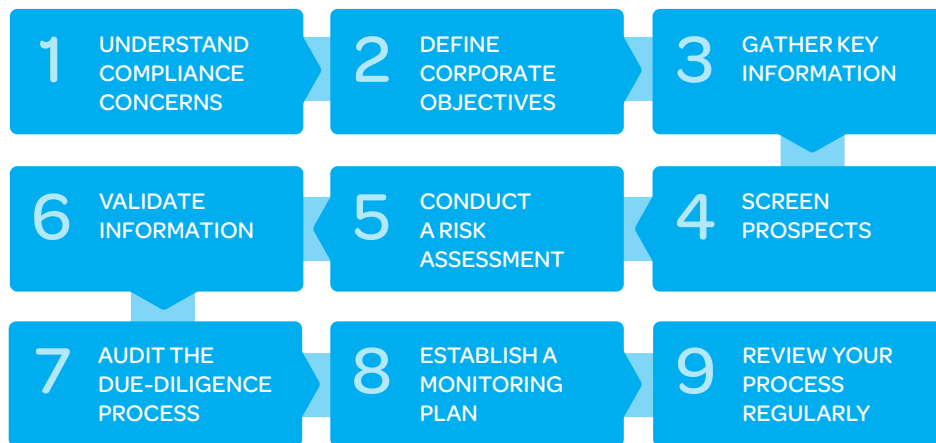 1
UNDERSTAND
COMPLIANCE
CONCERNS
2
DEFINE
CORPORATE
OBJECTIVES
3
GATHER KEY
INFORMATION
4
SCREEN
PROSPECTS
5
CONDUCT
A RISK
ASSESSMENT
6
VALIDATE
INFORMATION
7
AUDIT THE
DUE-DILIGENCE
PROCESS
8
ESTABLISH A
MONITORING
PLAN
9
REVIEW YOUR
PROCESS
REGULARLY